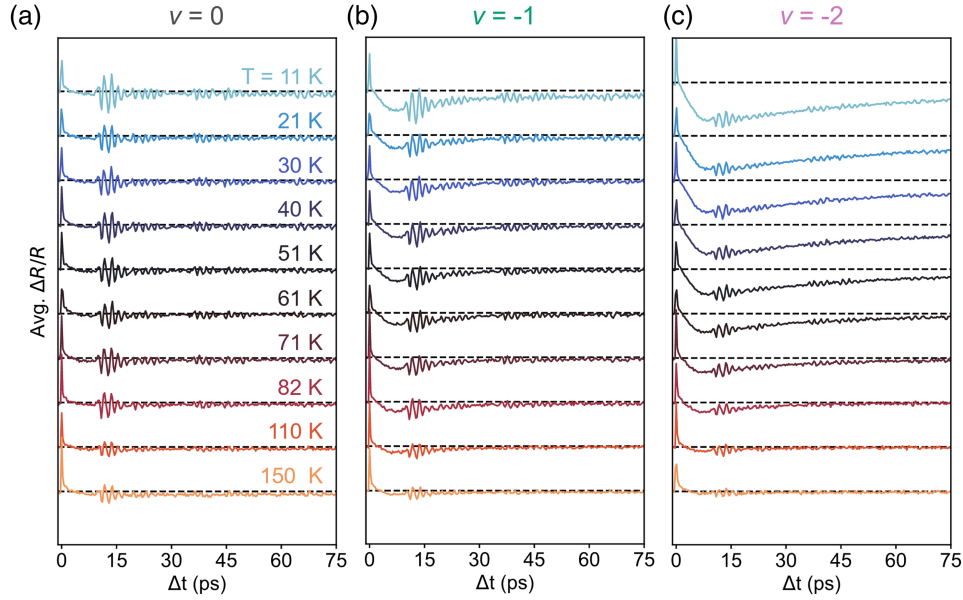 (a)
v = 0
(b)
v = -1
(c)
v = -2
Avg. ΔR/R
T = 11 K
21 K
30 K
40 K
51 K
61 K
71 K
82 K
110 K
150 K
0 15 30 45 60 75
0 15 30 45 60 75
0 15 30 45 60 75
Δt (ps)
Δt (ps)
Δt (ps)